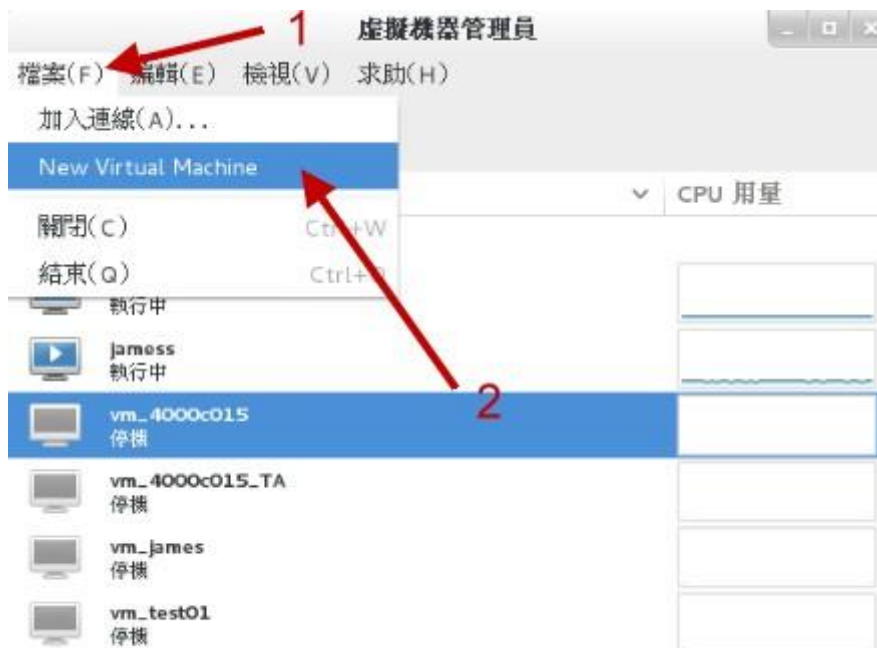 1
虛擬機器管理員
檔案(F) 編輯(E) 檢視(V) 求助(H)
加入連線(A)...
New Virtual Machine
CPU 用量
關閉(C) Ctrl+W
結束(Q) Ctrl+Q
執行中
jamess
執行中
2
vm_4000c015
停機
vm_4000c015_TA
停機
vm_james
停機
vm_test01
停機